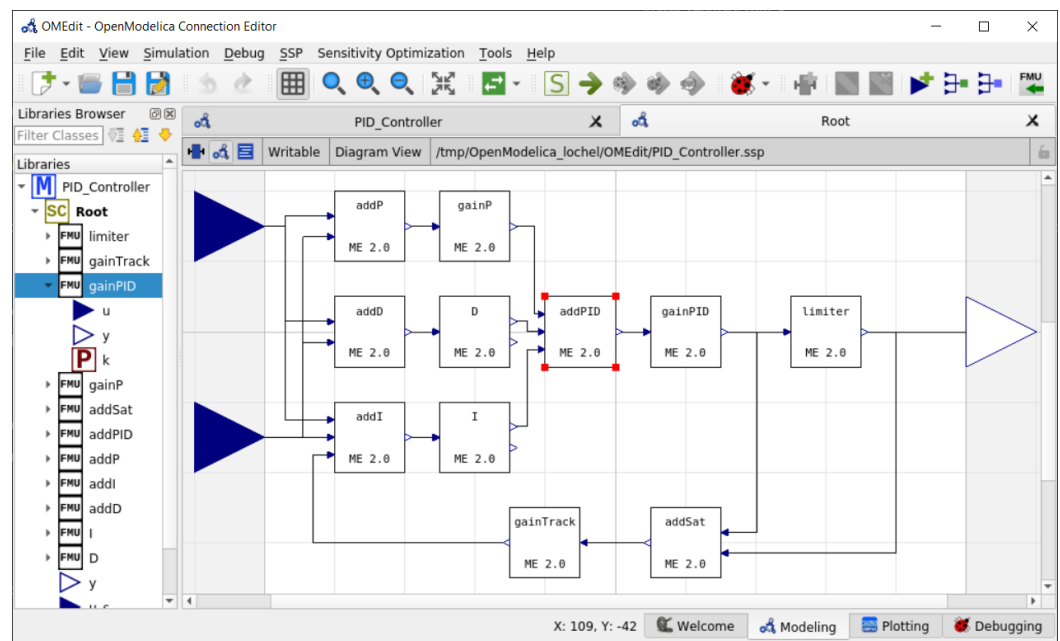 OMEdit - OpenModelica Connection Editor
File Edit View Simulation Debug SSP Sensitivity Optimization Tools Help
S
FMU
Libraries Browser
PID_Controller
Root
Filter Classes
Writable
Diagram View
/tmp/OpenModelica_lochel/OMEdit/PID_Controller.ssp
Libraries
M PID_Controller
SC Root
FMU limiter
FMU gainTrack
FMU gainPID
u
y
P k
FMU gainP
FMU addSat
FMU addPID
FMU addP
FMU addI
FMU addD
FMU I
FMU D
y
addP
ME 2.0
gainP
ME 2.0
addD
ME 2.0
D
ME 2.0
addPID
ME 2.0
gainPID
ME 2.0
limiter
ME 2.0
addI
ME 2.0
I
ME 2.0
gainTrack
ME 2.0
addSat
ME 2.0
X: 109, Y: -42
Welcome
Modeling
Plotting
Debugging